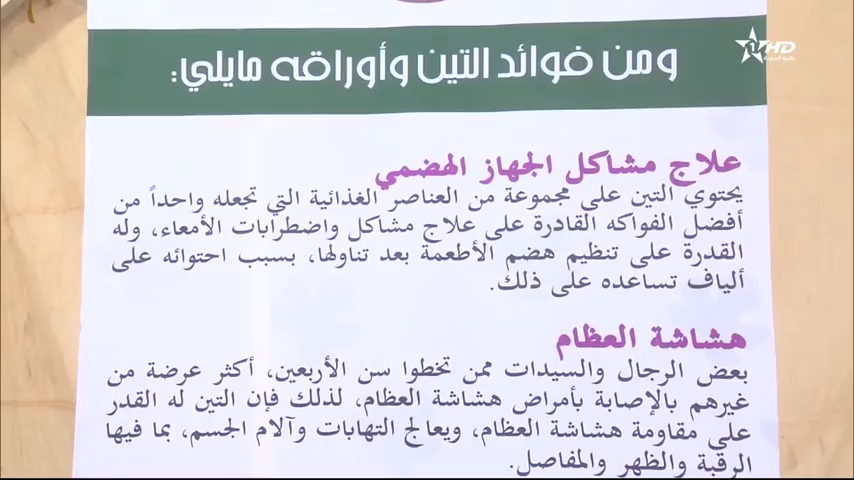 ومن فوائد التين وأوراقه مايلي:
علاج مشاكل الجهاز الهضمي
يحتوي التين على مجموعة من العناصر الغذائية التي تجعله واحداً من
أفضل الفواكه القادرة على علاج مشاكل واضطرابات الأمعاء، وله
القدرة على تنظيم هضم الأطعمة بعد تناولها، بسبب احتوائه على
ألياف تساعده على ذلك.
هشاشة العظام
بعض الرجال والسيدات ممن تخطوا سن الأربعين، أكثر عرضة من
غيرهم بالإصابة بأمراض هشاشة العظام، لذلك فإن التين له القدر
على مقاومة هشاشة العظام، ويعالج التهابات وآلام الجسم، بما فيها
الرقبة والظهر والمفاصل.
1HD